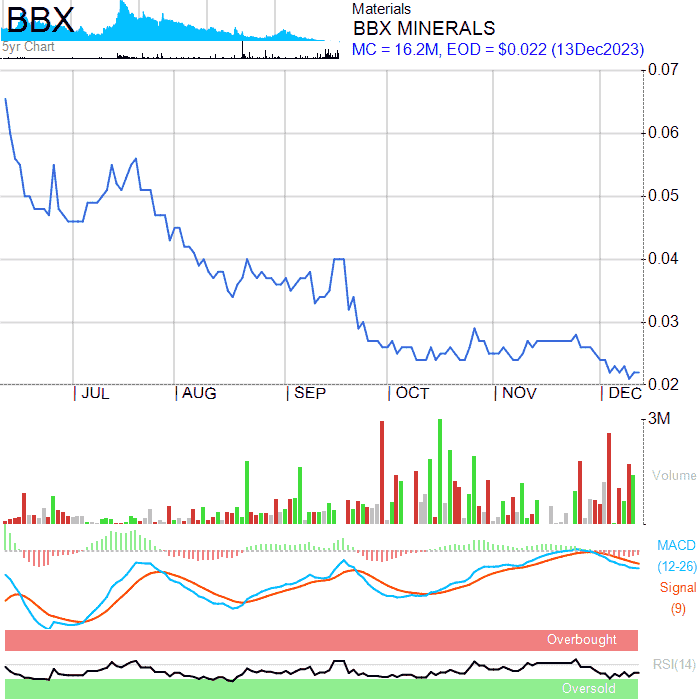 BBX
5yr Chart
Materials
BBX MINERALS
MC = 16.2M, EOD = $0.022 (13Dec2023)
0.07
0.06
0.05
0.04
0.03
0.02
JUL
AUG
SEP
OCT
NOV
DEC
3M
Volume
MACD
(12-26)
Signal
(9)
Overbought
RSI(14)
Oversold